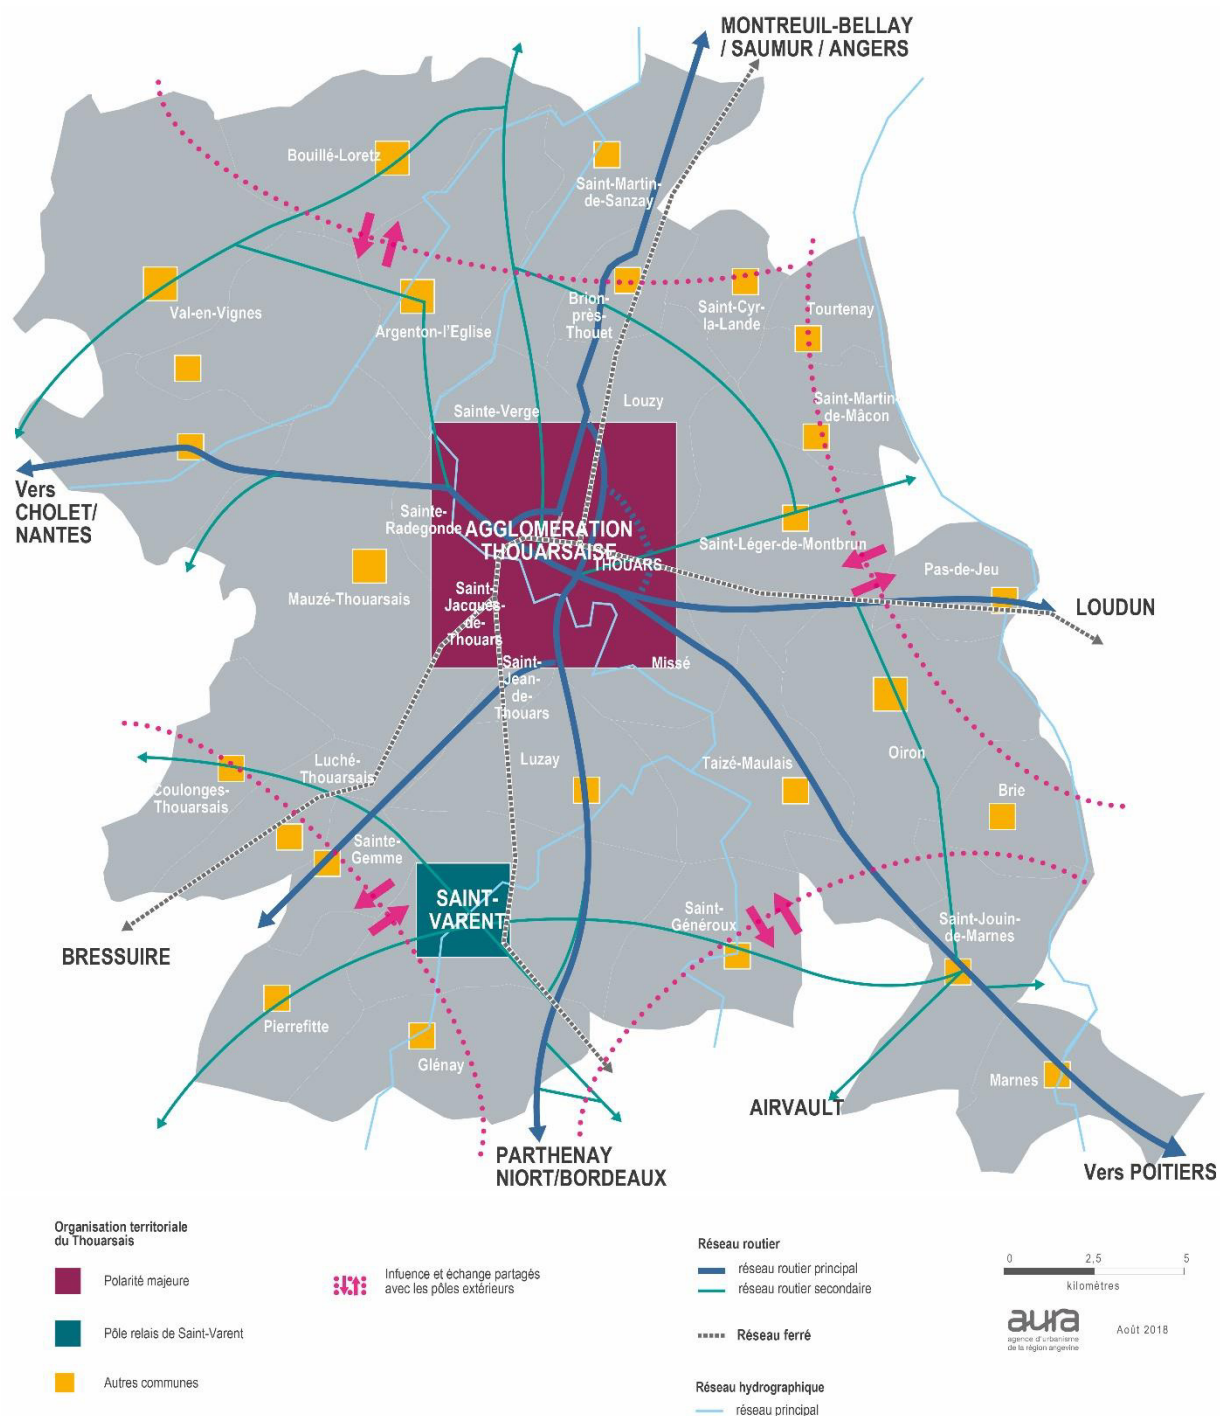 MONTREUIL-BELLAY
/ SAUMUR / ANGERS
Bouillé-Loretz
Saint-Martin-
de-Sanzay
Val-en-Vignes
Argenton-l'Eglise
Brion-
près-
Thouet
Saint-Cyr-
la-Lande
Tourtenay
Sainte-Verge
Louzy
Saint-Martin-
de-Mâcon
Vers
CHOLET/
NANTES
Sainte-
Radegonde
AGGLOMÉRATION
THOUARSAISE
THOUARS
Saint-Léger-de-Montbrun
Pas-de-Jeu
LOUDUN
Mauzé-Thouarsais
Saint-
Jacques-
de-
Thouars
Saint-
Jean-
de-
Thouars
Missé
Luché-
Thouarsais
Coulonges-
Thouarsais
Luzay
Taizé-Maulais
Oiron
Brie
Sainte-
Gemme
SAINT-
VARENT
Saint-
Généroux
Saint-Jouin-
de-Marnes
BRESSUIRE
Pierrefitte
Glénay
Marnes
AIRVAULT
PARTHENAY
NIORT/BORDEAUX
Vers POITIERS
Organisation territoriale
du Thouarsais
Polarité majeure
Pôle relais de Saint-Varent
Autres communes
Infuence et échange partagés
avec les pôles extérieurs
Réseau routier
réseau routier principal
réseau routier secondaire
Réseau ferré
Réseau hydrographique
réseau principal
0 2,5 5
kilomètres
aura
agence d'urbanisme
de la région angevine
Août 2018